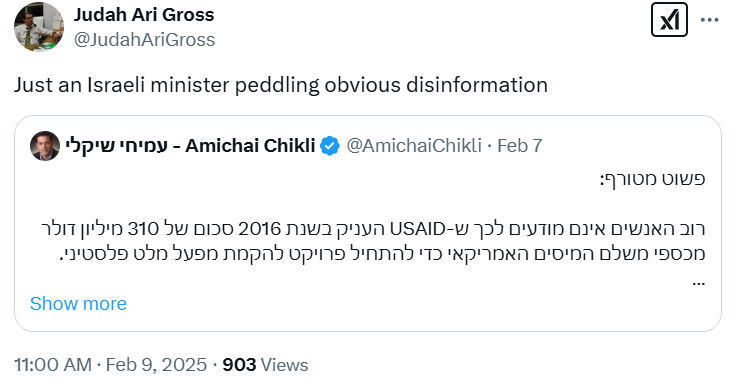 Judah Ari Gross
@JudahAriGross
Just an Israeli minister peddling obvious disinformation
עמיחי שיקלי - Amichai Chikli @AmichaiChikli · Feb 7
פשוט מטורף:
רוב האנשים אינם מודעים לכך ש-USAID העניק בשנת 2016 סכום של 310 מיליון דולר
מכספי משלם המיסים האמריקאי כדי להתחיל פרויקט להקמת מפעל מלט פלסטיני.
...
Show more
11:00 AM · Feb 9, 2025 · 903 Views